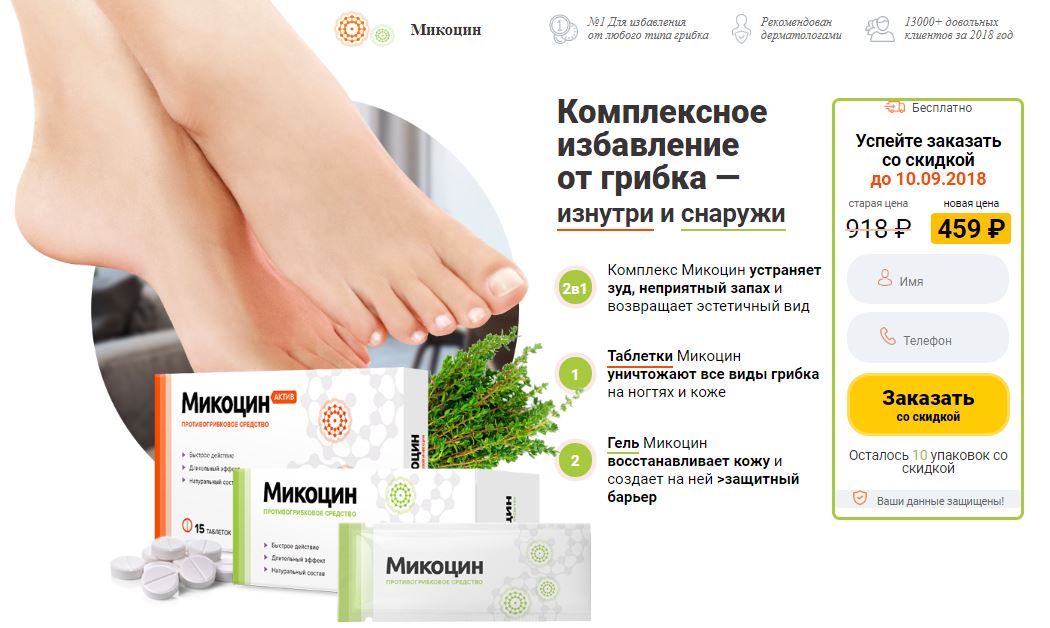 Микоцин
№1 Для избавления
от любого типа грибка
Рекомендован
дерматологами
13000+ довольных
клиентов за 2018 год
Комплексное
избавление
от грибка —
изнутри и снаружи
2в1
Комплекс Микоцин устраняет
зуд, неприятный запах и
возвращает эстетичный вид
1
Таблетки Микоцин
уничтожают все виды грибка
на ногтях и коже
2
Гель Микоцин
восстанавливает кожу и
создает на ней >защитный
барьер
Бесплатно
Успейте заказать
со скидкой
до 10.09.2018
старая цена
новая цена
918 ₽
459 ₽
Имя
Телефон
Заказать
со скидкой
Осталось 10 упаковок со
скидкой
Ваши данные защищены!
Микоцин АКТИВ
ПРОТИВОГРИБКОВОЕ СРЕДСТВО
Быстрое действие
Длительный эффект
Натуральный
15 ТАБЛЕТОК
Микоцин
ПРОТИВОГРИБКОВОЕ СРЕДСТВО
Быстрое действие
Длительный эффект
Натуральный состав
Микоцин
ПРОТИВОГРИБКОВОЕ СРЕДСТВО